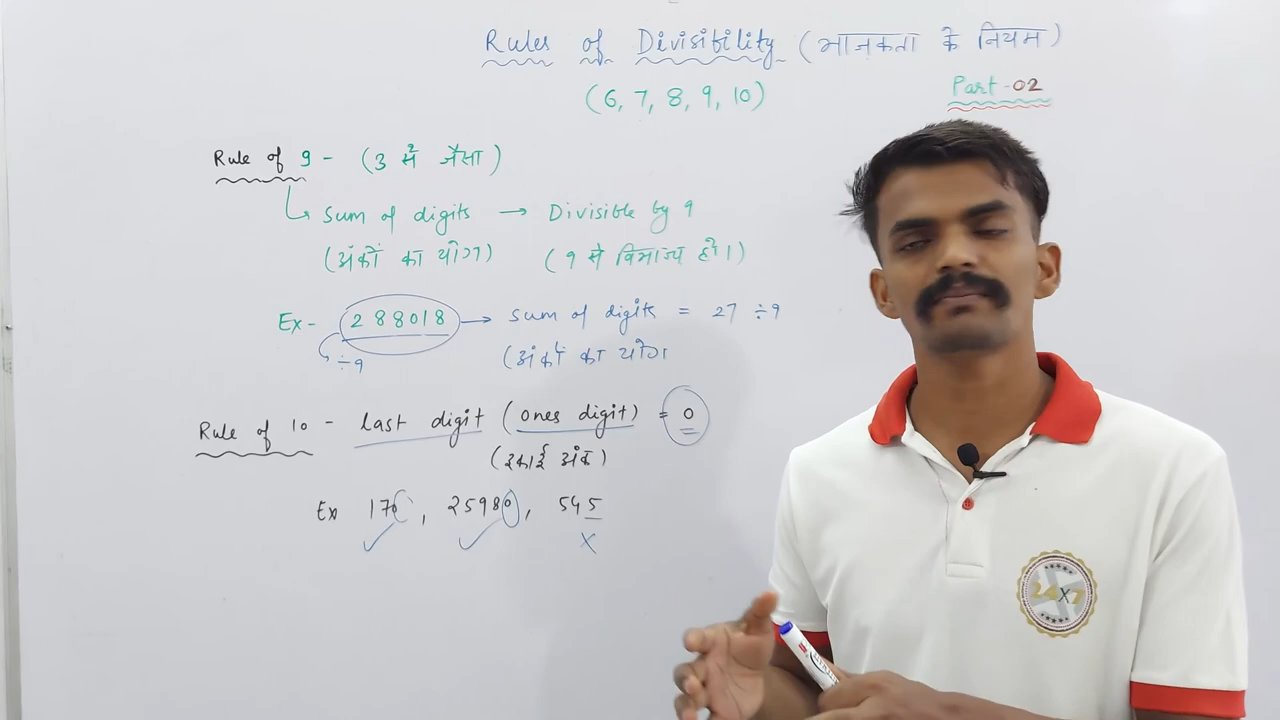 Rules of Divisibility (भाजकता के नियम)
(6, 7, 8, 9, 10)
Part-02
Rule of 9 - (3 में जैसा)
Sum of digits → Divisible by 9
(अंकों का योग) (9 से विभाज्य हो।)
Ex- 288018 → Sum of digits = 27 ÷9
÷9 (अंकों का योग
Rule of 10 - last digit (ones digit) = 0
(इकाई अंक)
Ex 170, 25980, 545
✓ ✓ X
24X7